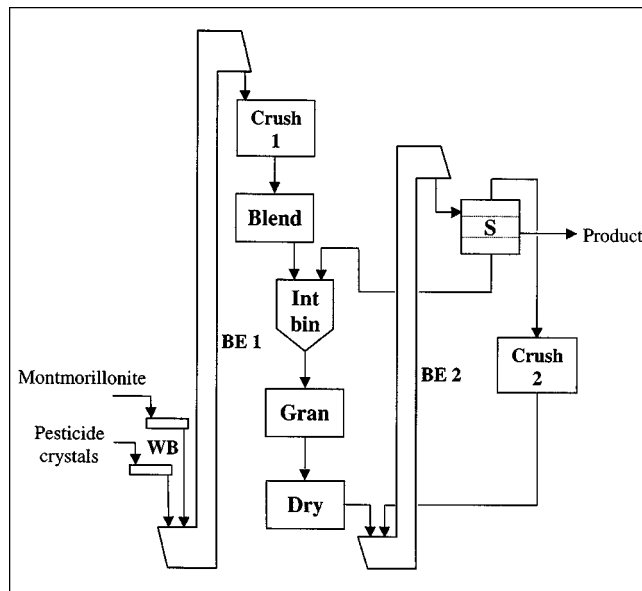 Crush
1
Blend
S
Product
Int
bin
BE 1
BE 2
Crush
2
Montmorillonite
Gran
Pesticide
crystals
WB
Dry